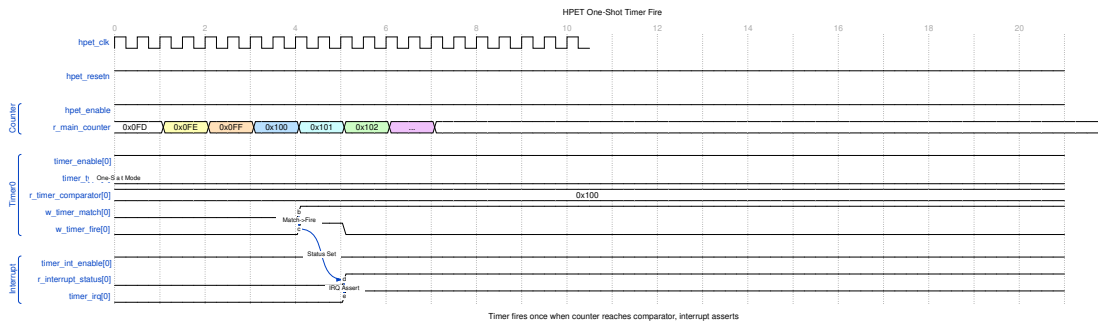 HPET One-Shot Timer Fire
0 2 4 6 8 10 12 14 16 18 20
hpet_clk
hpet_resetn
Counter
hpet_enable
r_main_counter 0x0FD 0x0FE 0x0FF 0x100 0x101 0x102 ...
Timer0
timer_enable[0]
One-S a t Mode
r_timer_comparator[0] 0x100
w_timer_match[0] b
Match->Fire
w_timer_fire[0] c
Interrupt
Status Set
timer_int_enable[0]
r_interrupt_status[0] d
IRQ Assert
timer_irq[0] e
Timer fires once when counter reaches comparator, interrupt asserts